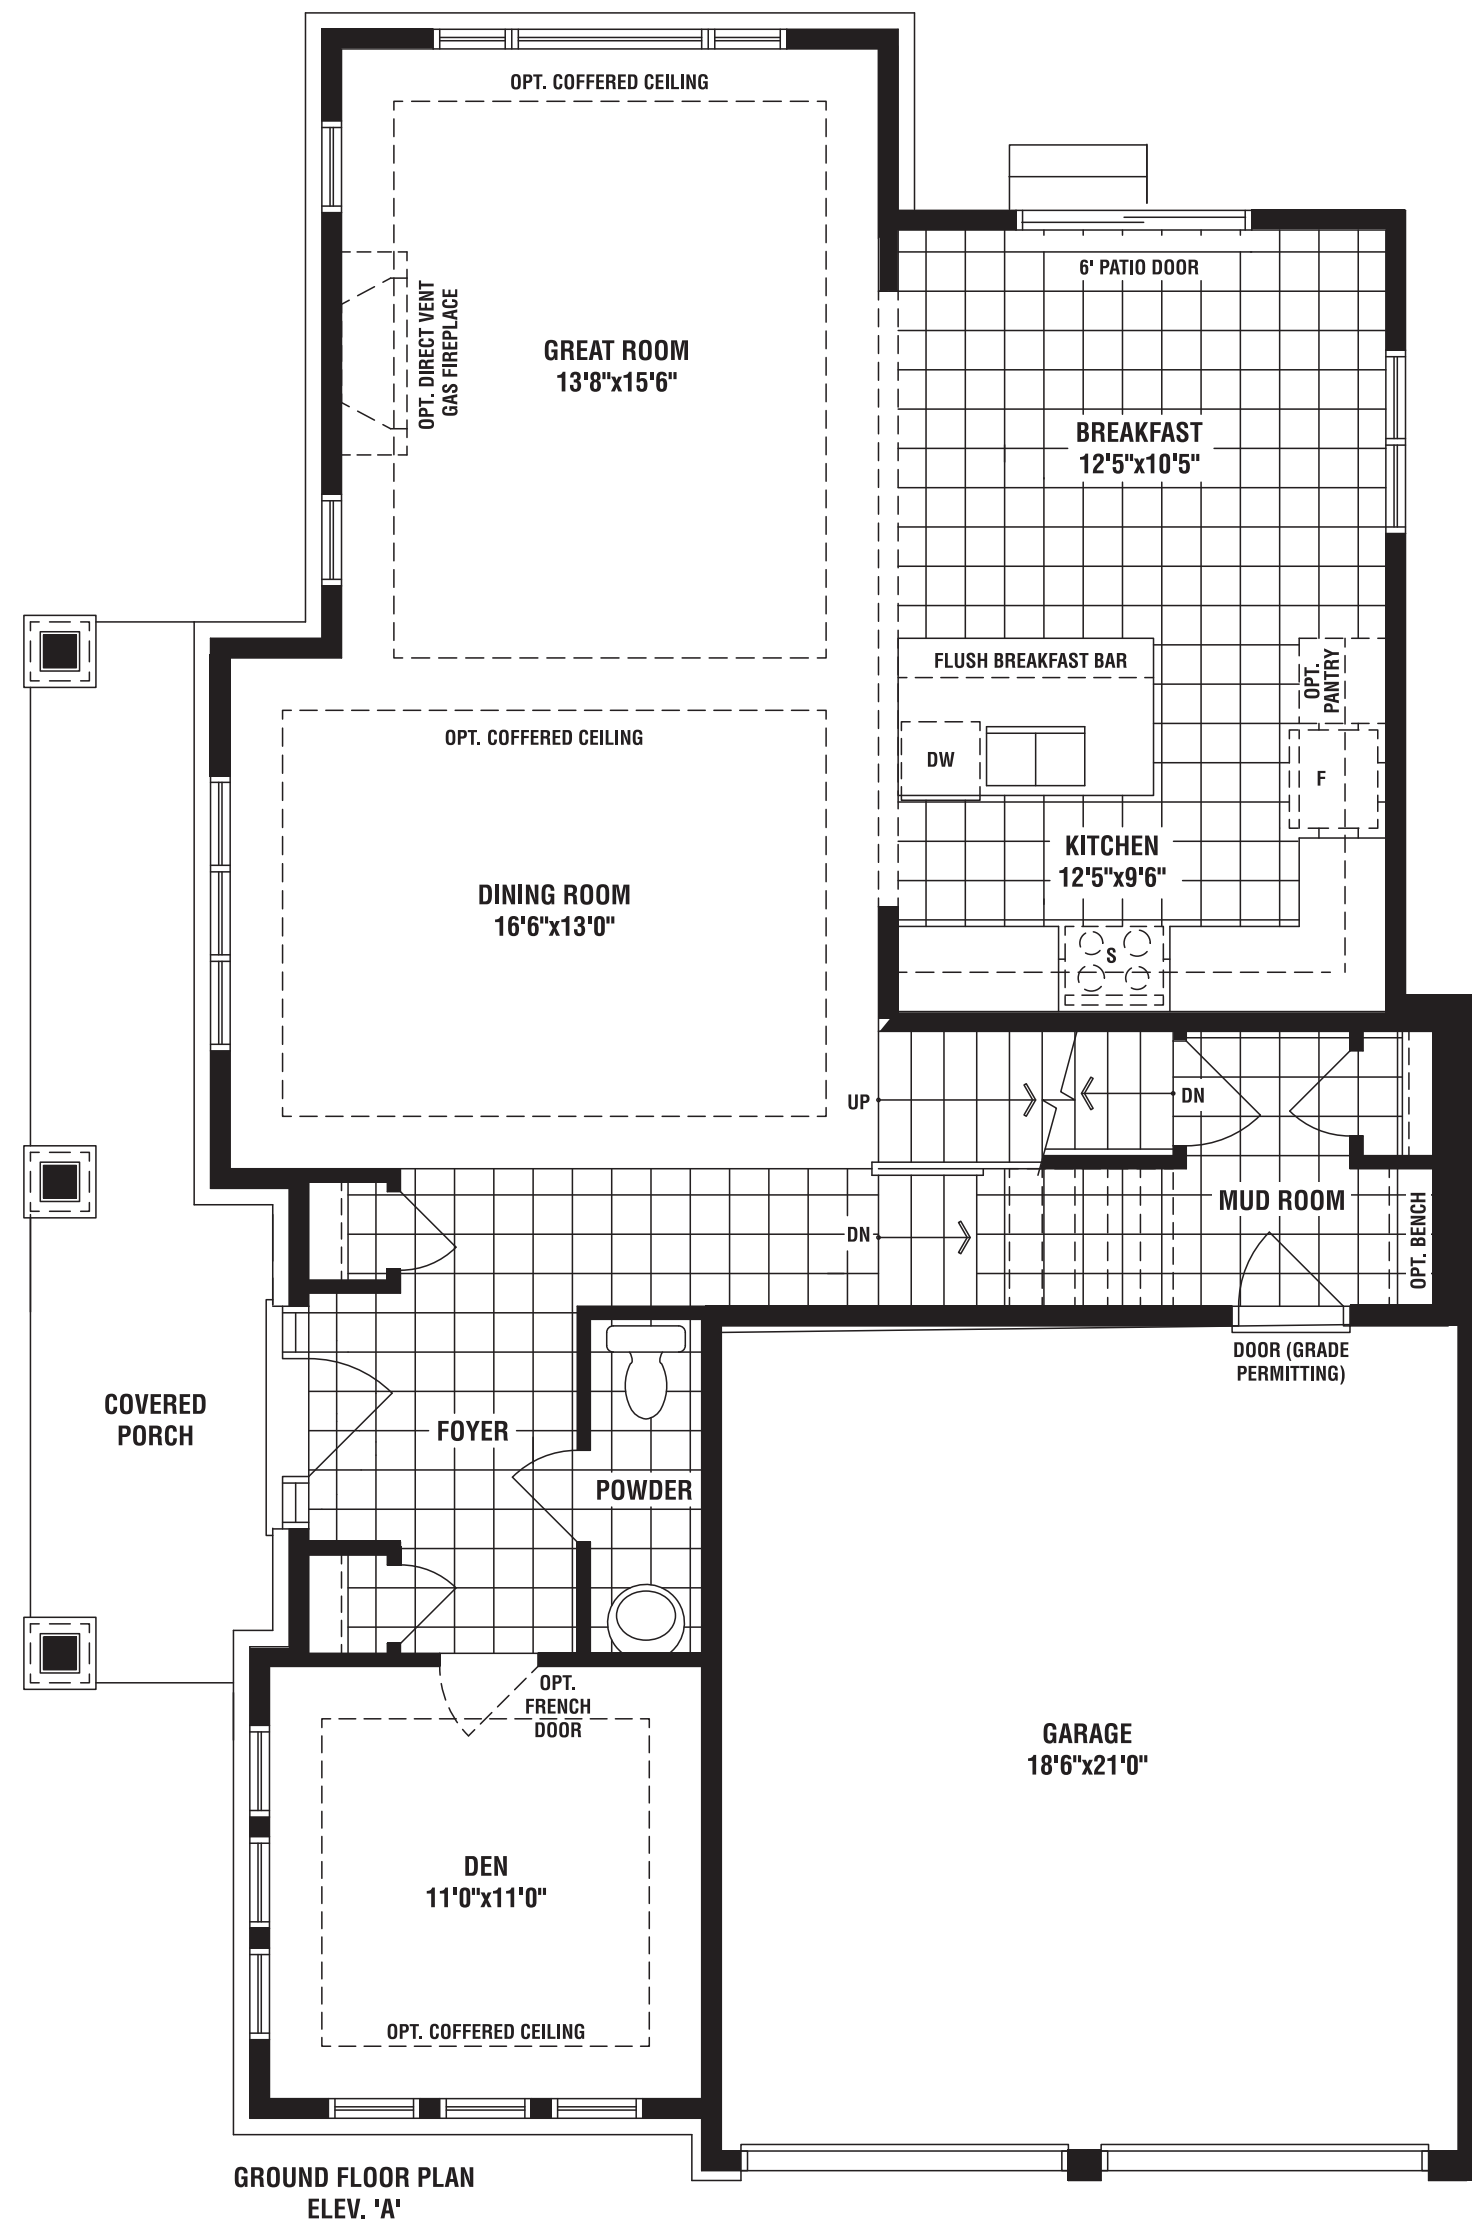 OPT. COFFERED CEILING
6' PATIO DOOR
OPT. DIRECT VENT
GAS FIREPLACE
GREAT ROOM
13'8"x15'6"
BREAKFAST
12'5"x10'5"
FLUSH BREAKFAST BAR
OPT.
PANTRY
OPT. COFFERED CEILING
DW
F
KITCHEN
12'5"x9'6"
DINING ROOM
16'6"x13'0"
S
UP
DN
MUD ROOM
DN
OPT. BENCH
DOOR (GRADE
PERMITTING)
COVERED
PORCH
FOYER
POWDER
OPT.
FRENCH
DOOR
GARAGE
18'6"x21'0"
DEN
11'0"x11'0"
OPT. COFFERED CEILING
GROUND FLOOR PLAN
ELEV. 'A'